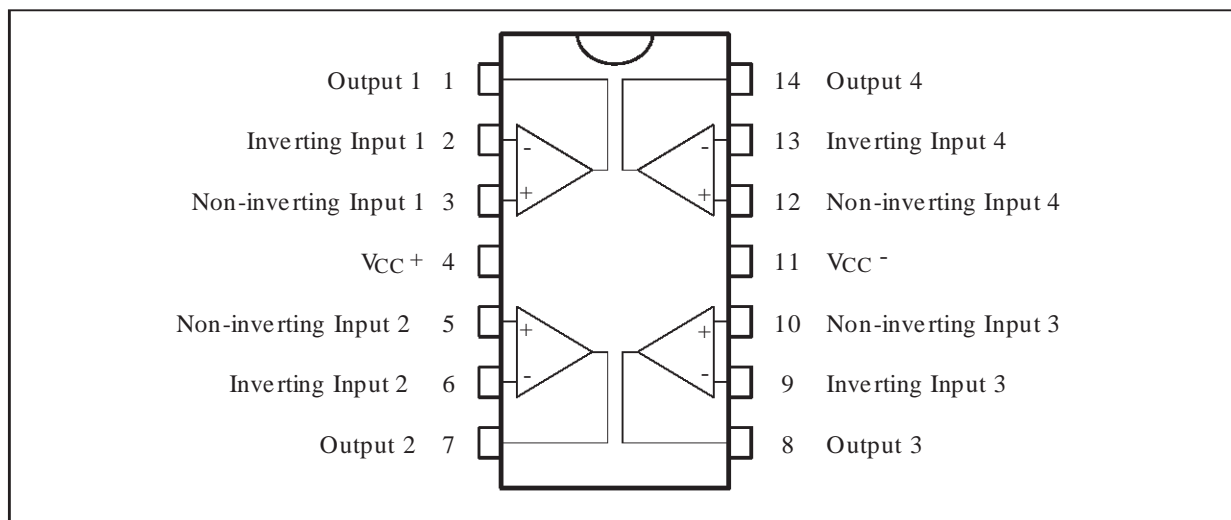 Output 1 1 14 Output 4
Inverting Input 1 2 - - 13 Inverting Input 4
Non-inverting Input 1 3 + + 12 Non-inverting Input 4
VCC + 4 11 VCC -
Non-inverting Input 2 5 + + 10 Non-inverting Input 3
Inverting Input 2 6 - - 9 Inverting Input 3
Output 2 7 8 Output 3